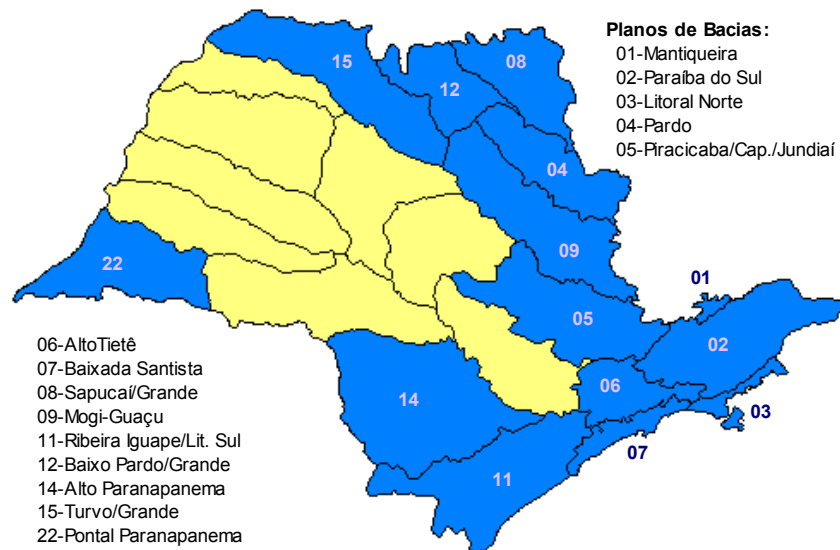 Planos de Bacias:
01-Mantiqueira
02-Paraíba do Sul
03-Litoral Norte
04-Pardo
05-Piracicaba/Cap./Jundiaí
15
08
12
04
09
22
01
05
02
06
14
03
07
11
06-AltoTietê
07-Baixada Santista
08-Sapucaí/Grande
09-Mogi-Guaçu
11-Ribeira Iguape/Lit. Sul
12-Baixo Pardo/Grande
14-Alto Paranapanema
15-Turvo/Grande
22-Pontal Paranapanema